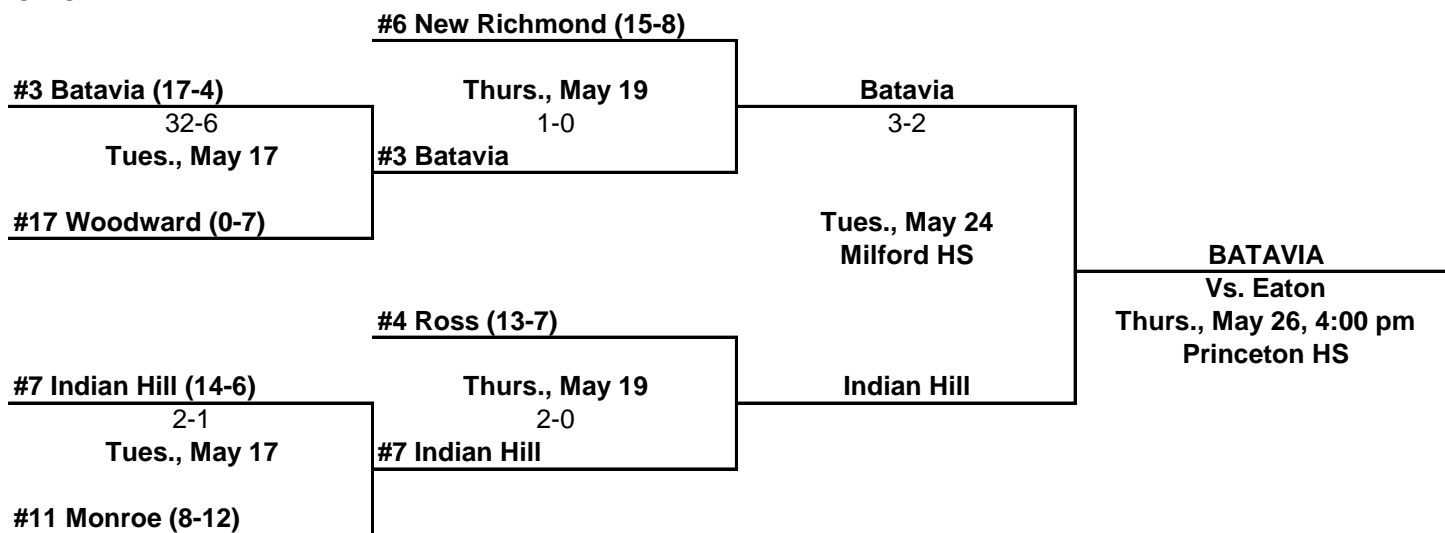 #6 New Richmond (15-8)
#3 Batavia (17-4) Thurs., May 19 Batavia
32-6 1-0 3-2
Tues., May 17 #3 Batavia
#17 Woodward (0-7) Tues., May 24
Milford HS BATAVIA
Vs. Eaton
#4 Ross (13-7) Thurs., May 26, 4:00 pm
Princeton HS
#7 Indian Hill (14-6) Thurs., May 19 Indian Hill
2-1 2-0
Tues., May 17 #7 Indian Hill
#11 Monroe (8-12)